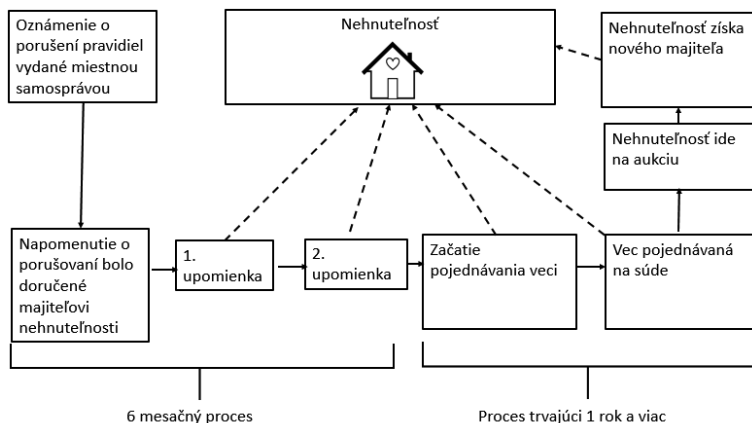 Oznámenie o
porušení pravidiel
vydané miestnou
samosprávou
Nehnuteľnosť
Nehnuteľnosť získa
nového majiteľa
Nehnuteľnosť ide
na aukciu
Napomenutie o
porušovaní bolo
doručené
majiteľovi
nehnuteľnosti
1.
upomienka
2.
upomienka
Začatie
pojednávania veci
Vec pojednávaná
na súde
6 mesačný proces
Proces trvajúci 1 rok a viac